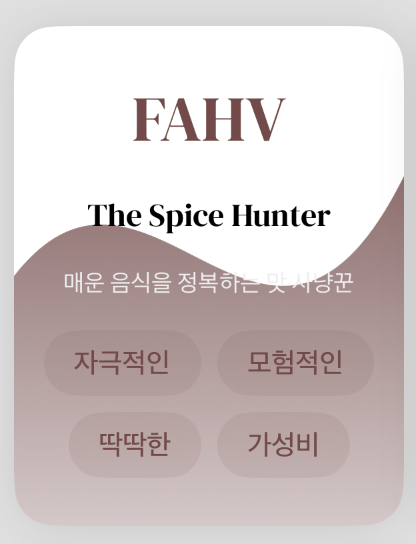 FAHV
The Spice Hunter
매운 음식을 정복하는 맛 사냥꾼
자극적인 모험적인
딱딱한 가성비